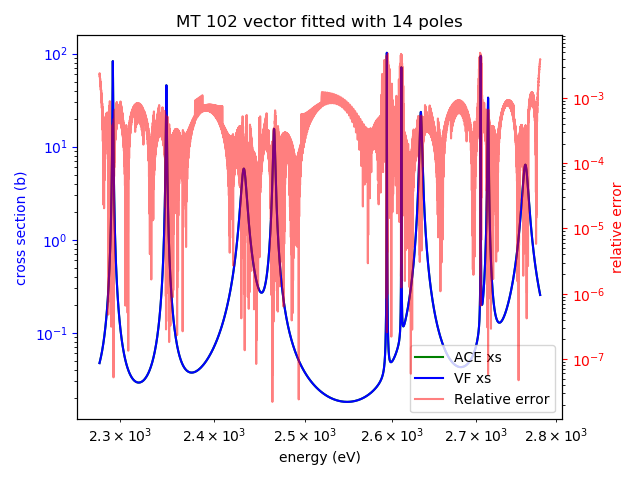 MT 102 vector fitted with 14 poles
cross section (b)
10²
10¹
10⁰
10⁻¹
10⁻³
10⁻⁴
10⁻⁵
10⁻⁶
10⁻⁷
relative error
ACE xs
VF xs
Relative error
2.3 × 10³ 2.4 × 10³ 2.5 × 10³ 2.6 × 10³ 2.7 × 10³ 2.8 × 10³
energy (eV)